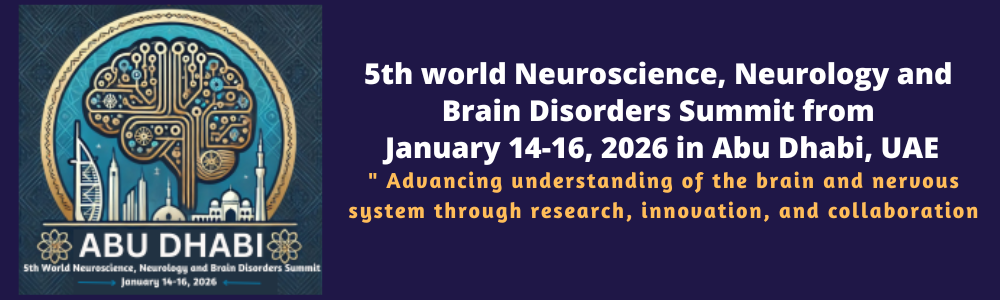 ABU DHABI
5th World Neuroscience, Neurology and Brain Disorders Summit
January 14-16, 2026
5th world Neuroscience, Neurology and
Brain Disorders Summit from
January 14-16, 2026 in Abu Dhabi, UAE
" Advancing understanding of the brain and nervous
system through research, innovation, and collaboration